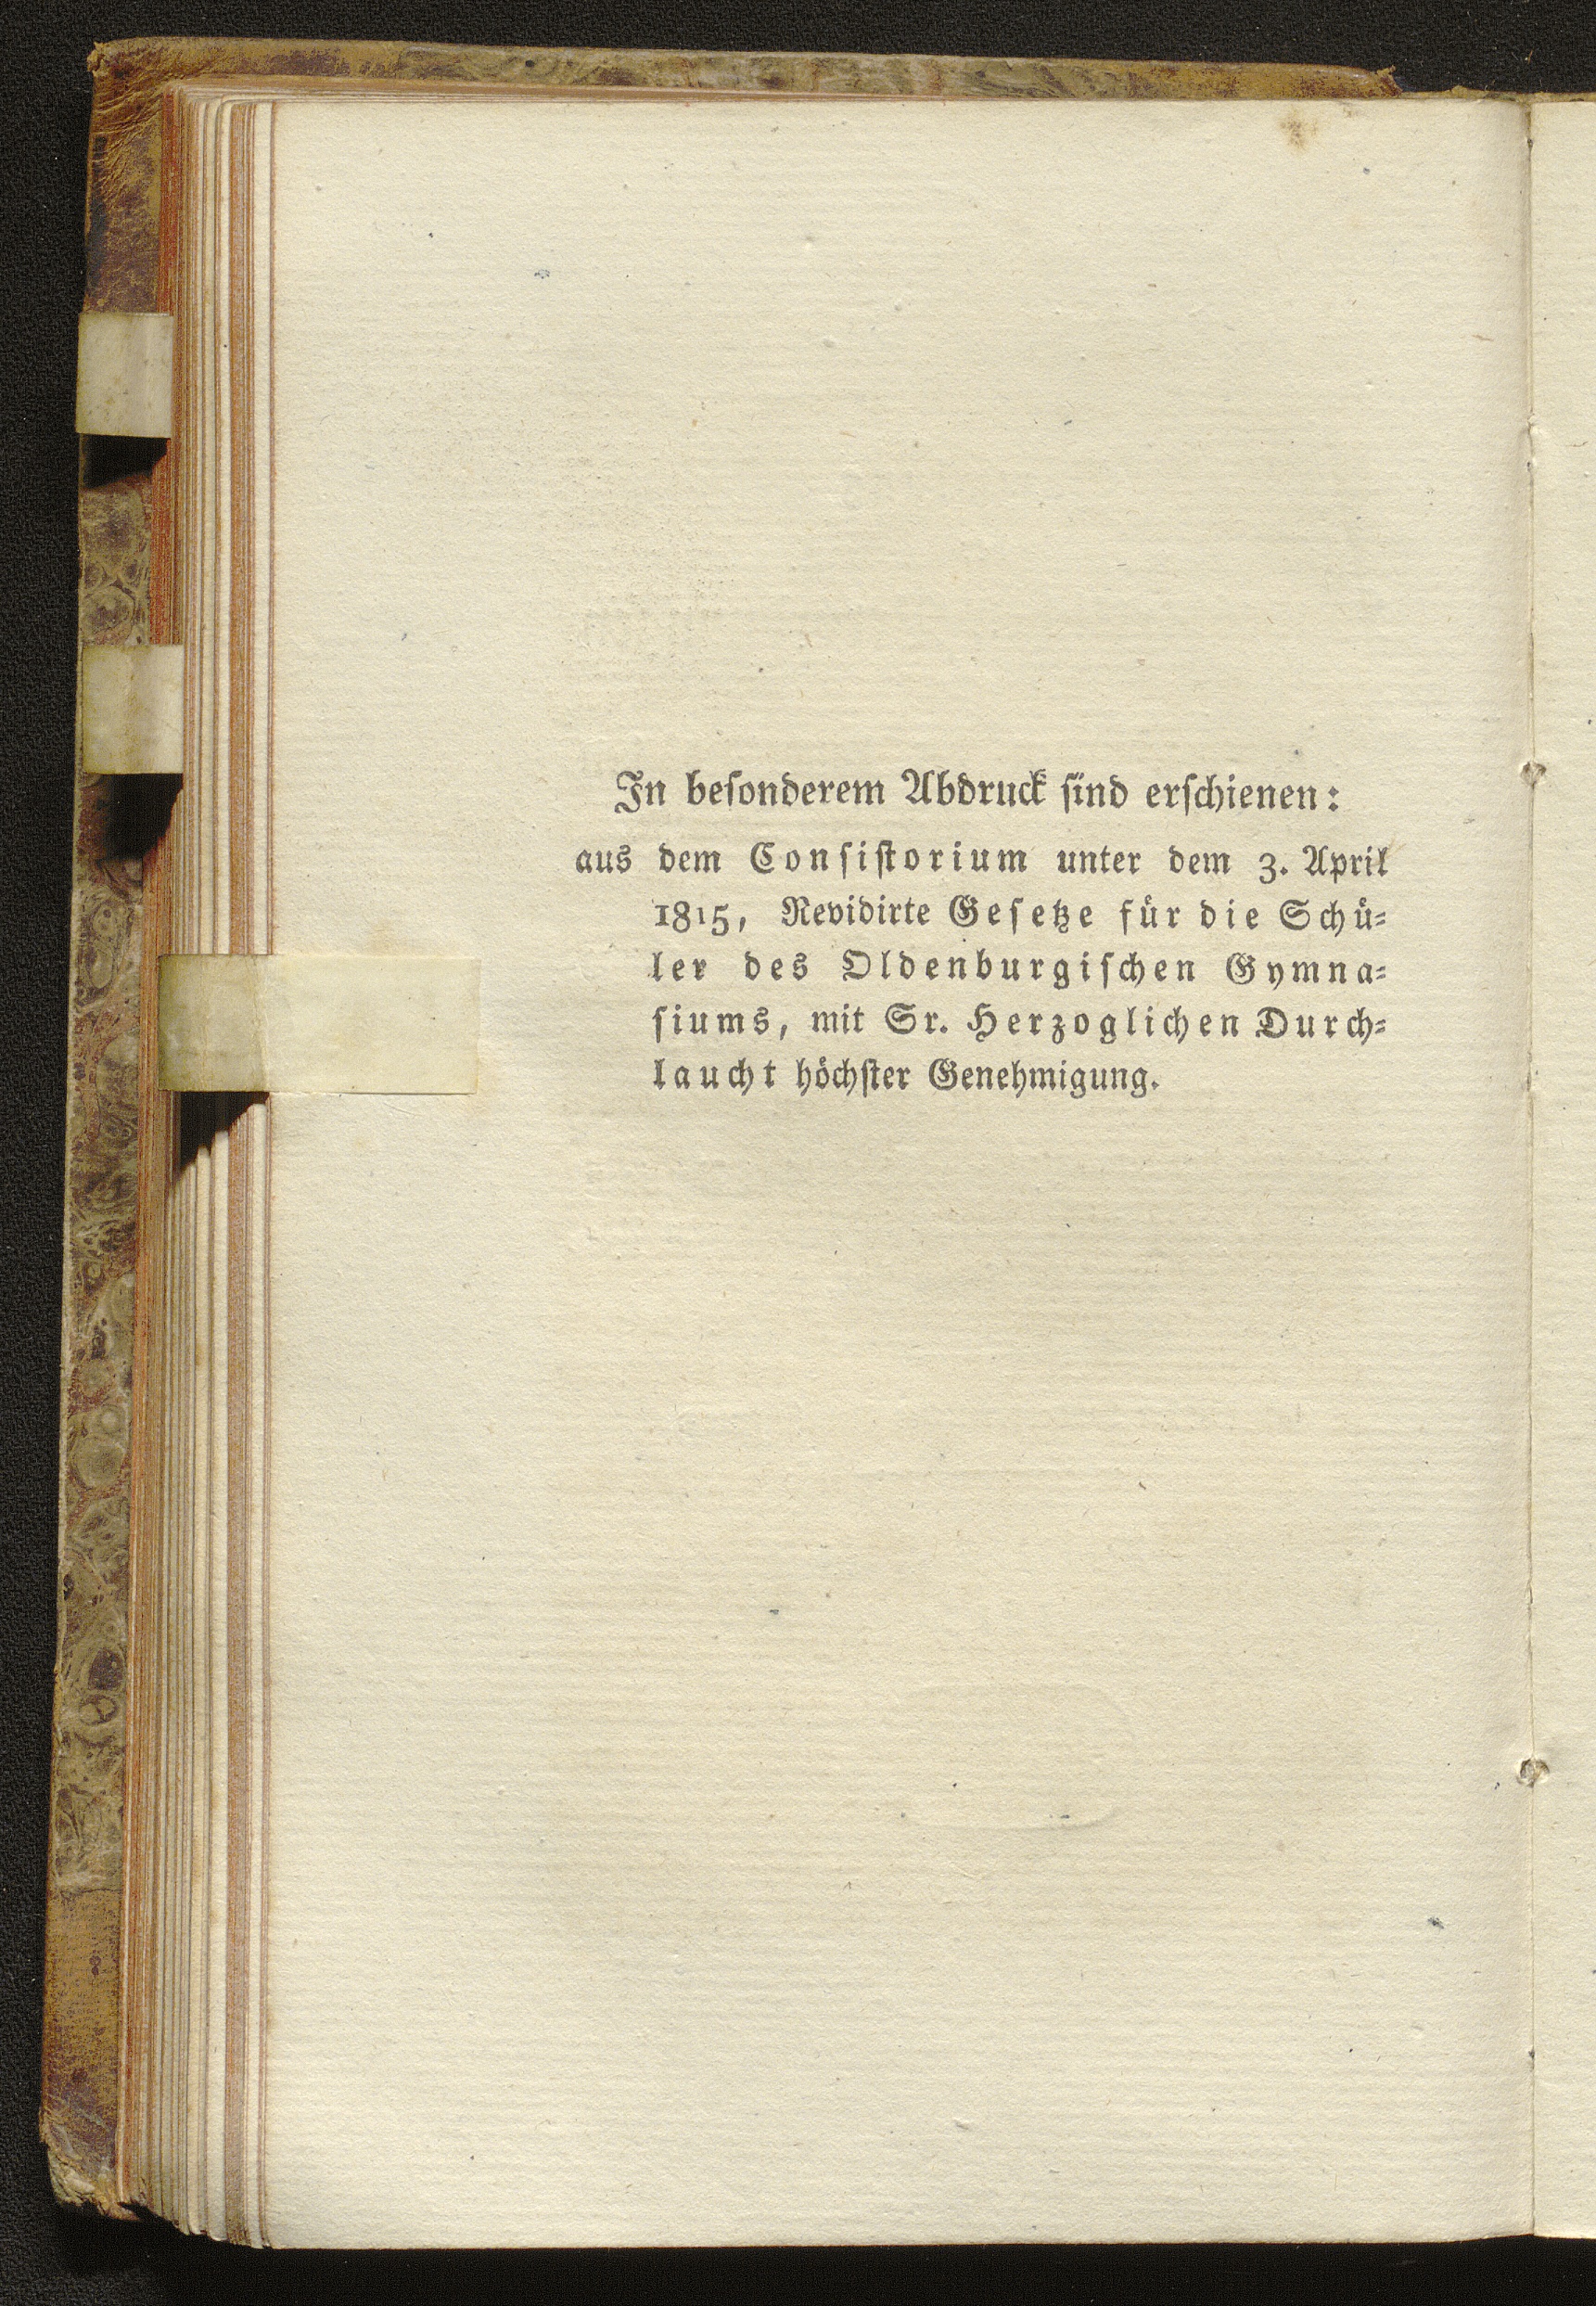 In beſonderem Abdruck ſind erſchienen:
aus dem Conſiſtorium unter dem 3. April
1815, Revidirte Geſetze für die Schü-
ler des Oldenburgiſchen Gymna-
ſiums, mit Sr. Herzoglichen Durch-
laucht höchſter Genehmigung.